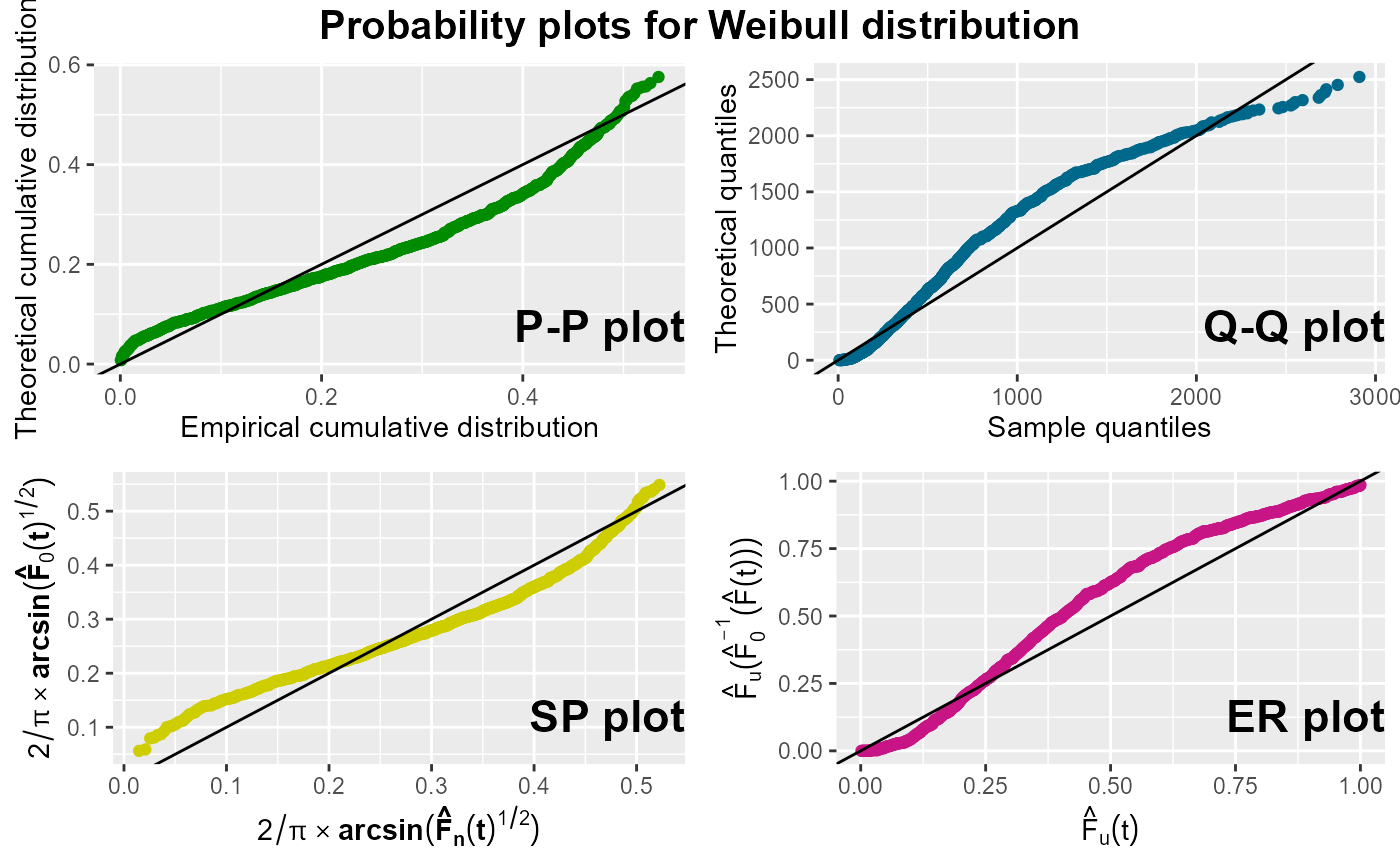 Probability plots for Weibull distribution
Theoretical cumulative distribution
0.6
0.4
0.2
0.0
0.0 0.2 0.4
Empirical cumulative distribution
P-P plot
Theoretical quantiles
2500
2000
1500
1000
500
0
0 1000 2000 3000
Sample quantiles
Q-Q plot
2/π × arcsin(F̂₀(t)^1/2)
0.5
0.4
0.3
0.2
0.1
0.0 0.1 0.2 0.3 0.4 0.5
2/π × arcsin(F̂ₙ(t)^1/2)
SP plot
F̂ᵤ(F̂₀⁻¹(F̂(t)))
1.00
0.75
0.50
0.25
0.00
0.00 0.25 0.50 0.75 1.00
F̂ᵤ(t)
ER plot